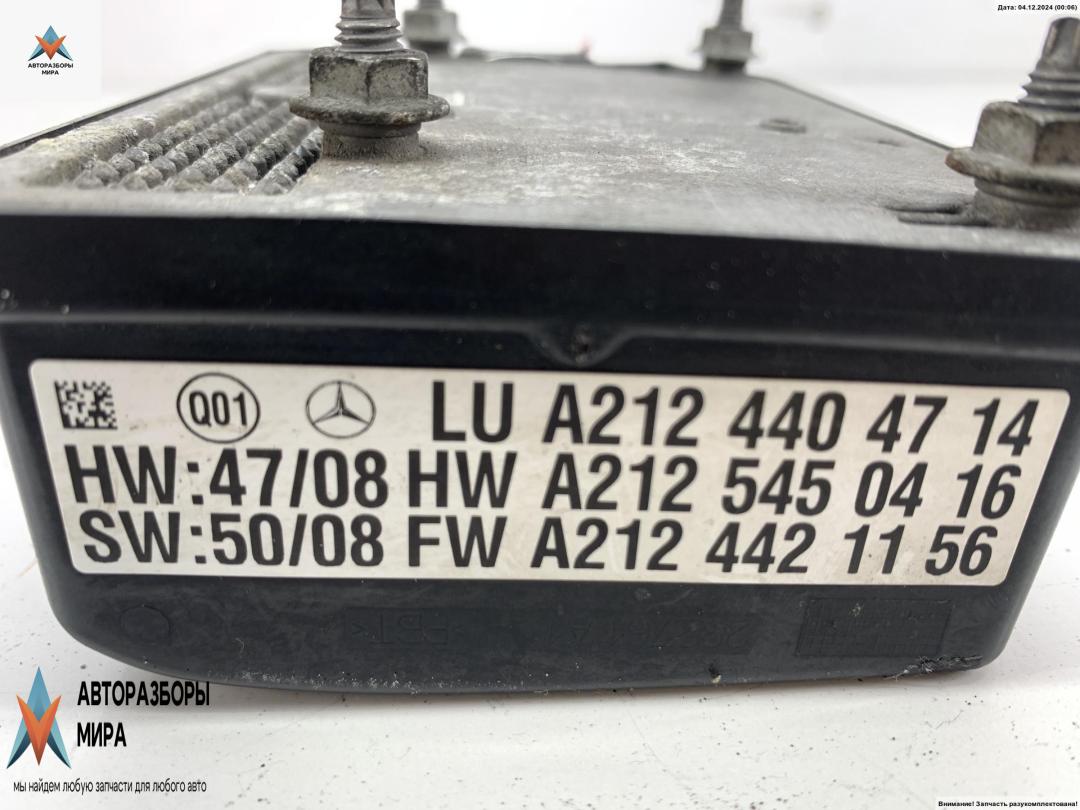 Дата: 04.12.2024 (00:06)
АВТОРАЗБОРЫ
МИРА
Q01 LU A212 440 47 14
HW:47/08 HW A212 545 04 16
SW:50/08 FW A212 442 11 56
АВТОРАЗБОРЫ
МИРА
мы найдем любую запчасти для любого авто
Внимание! Запчасть разукомплектована!